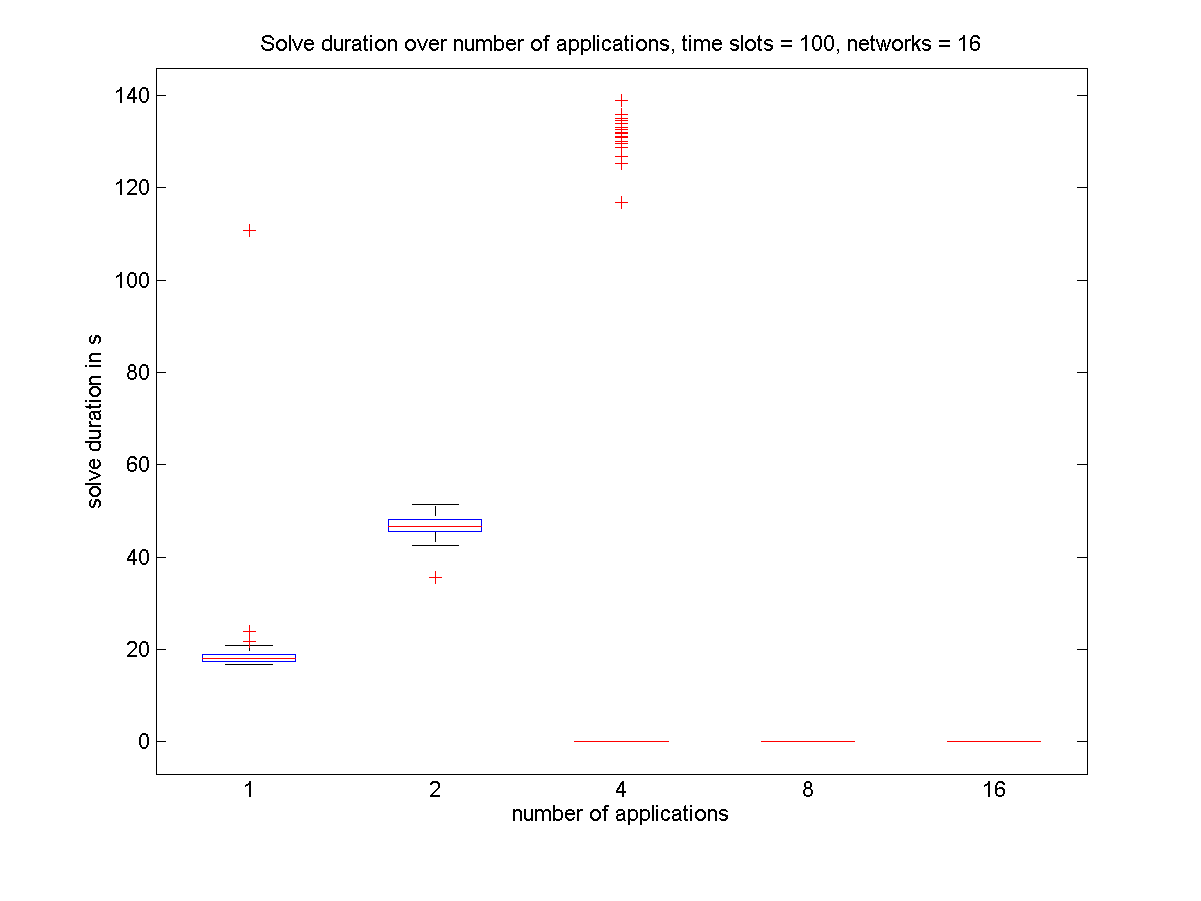 Solve duration over number of applications, time slots = 100, networks = 16
140
120
100
80
60
40
20
0
solve duration in s
1 2 4 8 16
number of applications